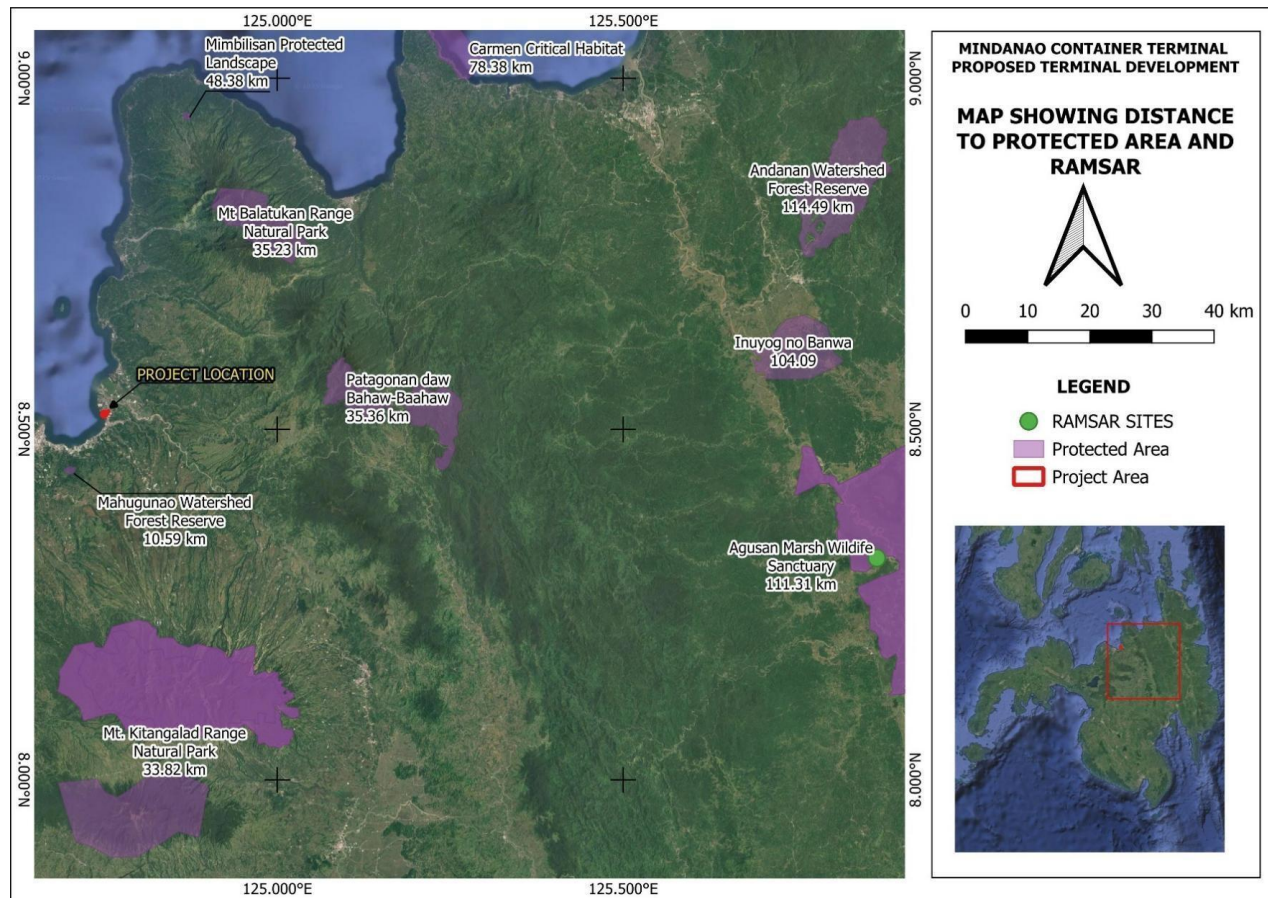 125.000°E
125.500°E
9.000°N
9.000°N
Mimbilisan Protected
Landscape
48.38 km
Carmen Critical Habitat
78.38 km
Andanan Watershed
Forest Reserve
114.49 km
Mt Balatukan Range
Natural Park
35.23 km
Inuyog no Banwa
104.09
PROJECT LOCATION
Patagonan daw
Bahaw-Baahaw
35.36 km
8.500°N
8.500°N
Mahugunao Watershed
Forest Reserve
10.59 km
Agusan Marsh Wildife
Sanctuary
111.31 km
Mt. Kitangalad Range
Natural Park
33.82 km
8.000°N
8.000°N
125.000°E
125.500°E
MINDANAO CONTAINER TERMINAL
PROPOSED TERMINAL DEVELOPMENT
MAP SHOWING DISTANCE
TO PROTECTED AREA AND
RAMSAR
0 10 20 30 40 km
LEGEND
RAMSAR SITES
Protected Area
Project Area